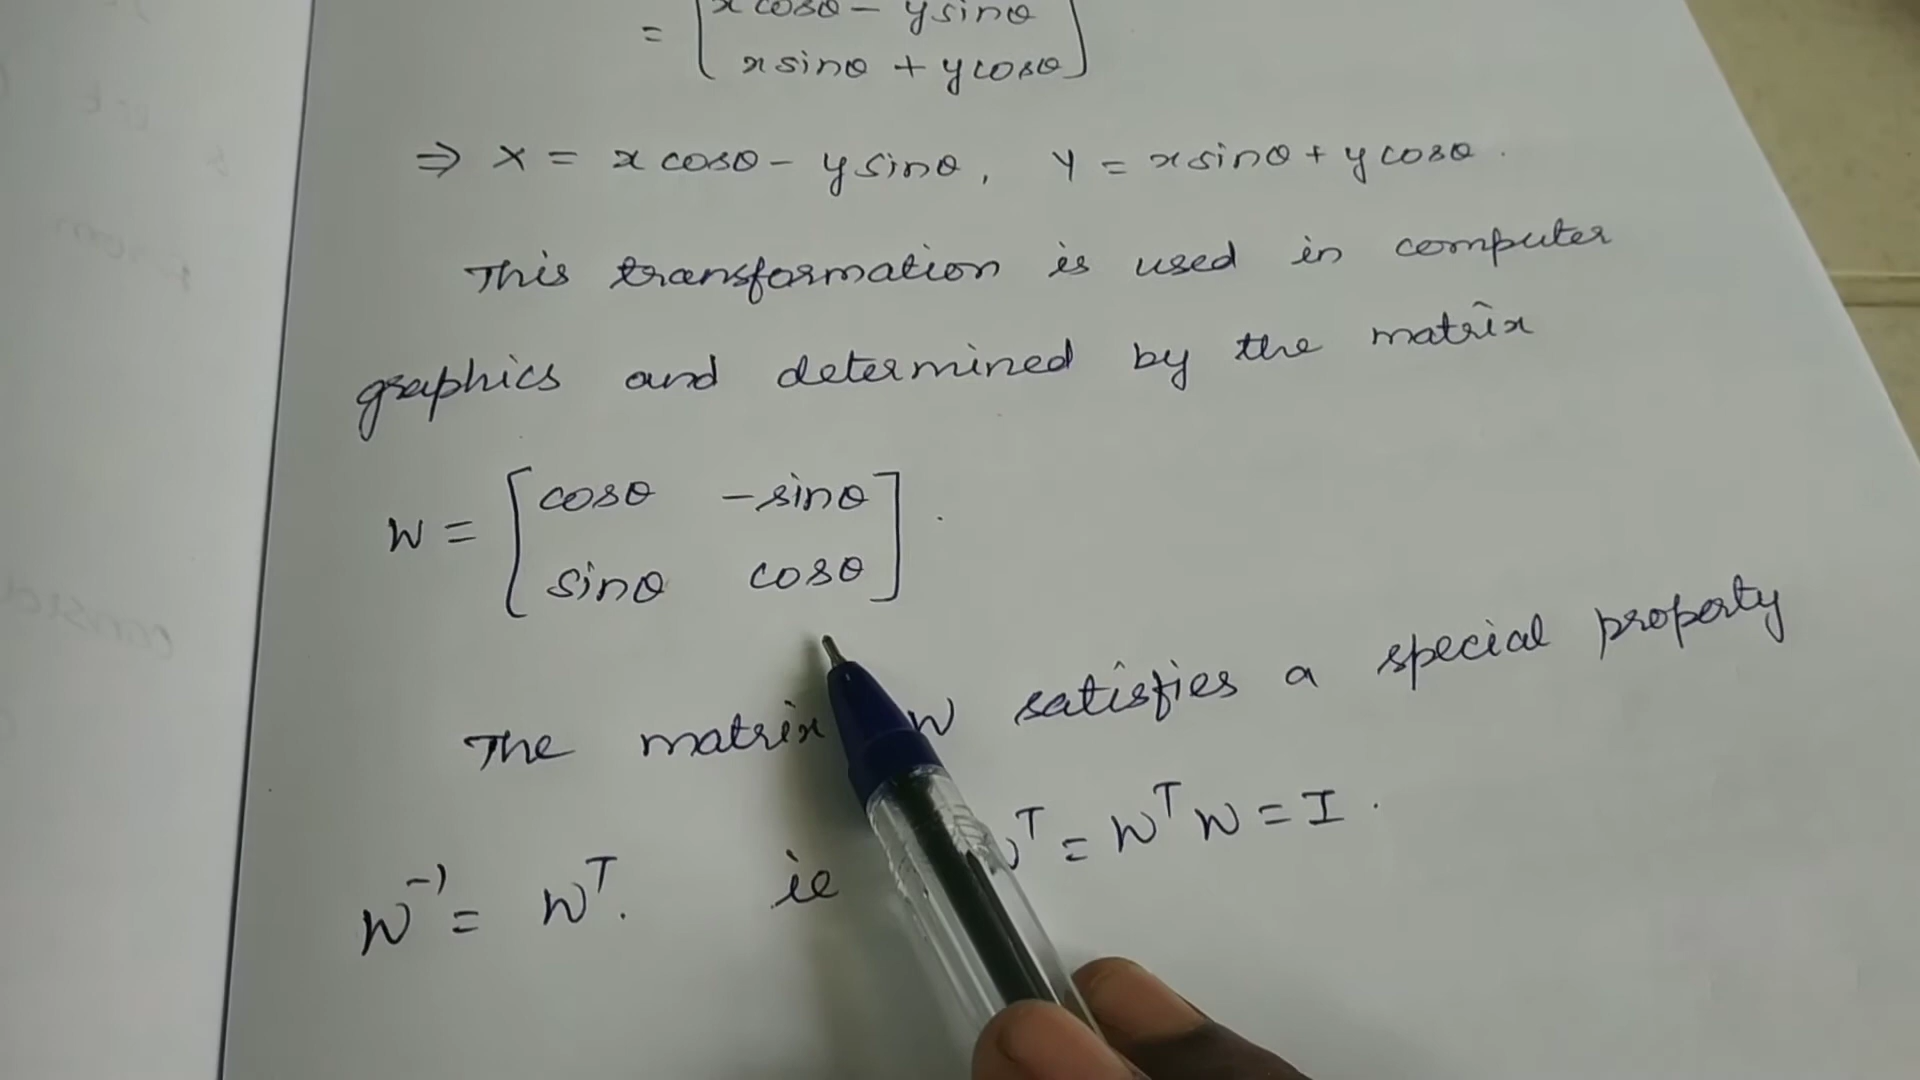 = [x cosθ - y sinθ
x sinθ + y cosθ]
⇒ X = x cosθ - y sinθ, Y = x sinθ + y cosθ.
This transformation is used in computer
graphics and determined by the matrix
W = [cosθ -sinθ
sinθ cosθ].
The matrix W satisfies a special property
W⁻¹ = Wᵀ. ie Wᵀ = WᵀW = I.